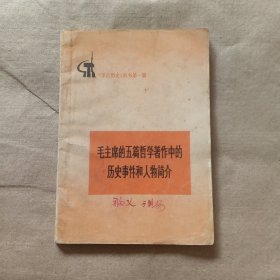 《学点历史》丛书第一辑
毛主席的五篇哲学著作中的
历史事件和人物简介